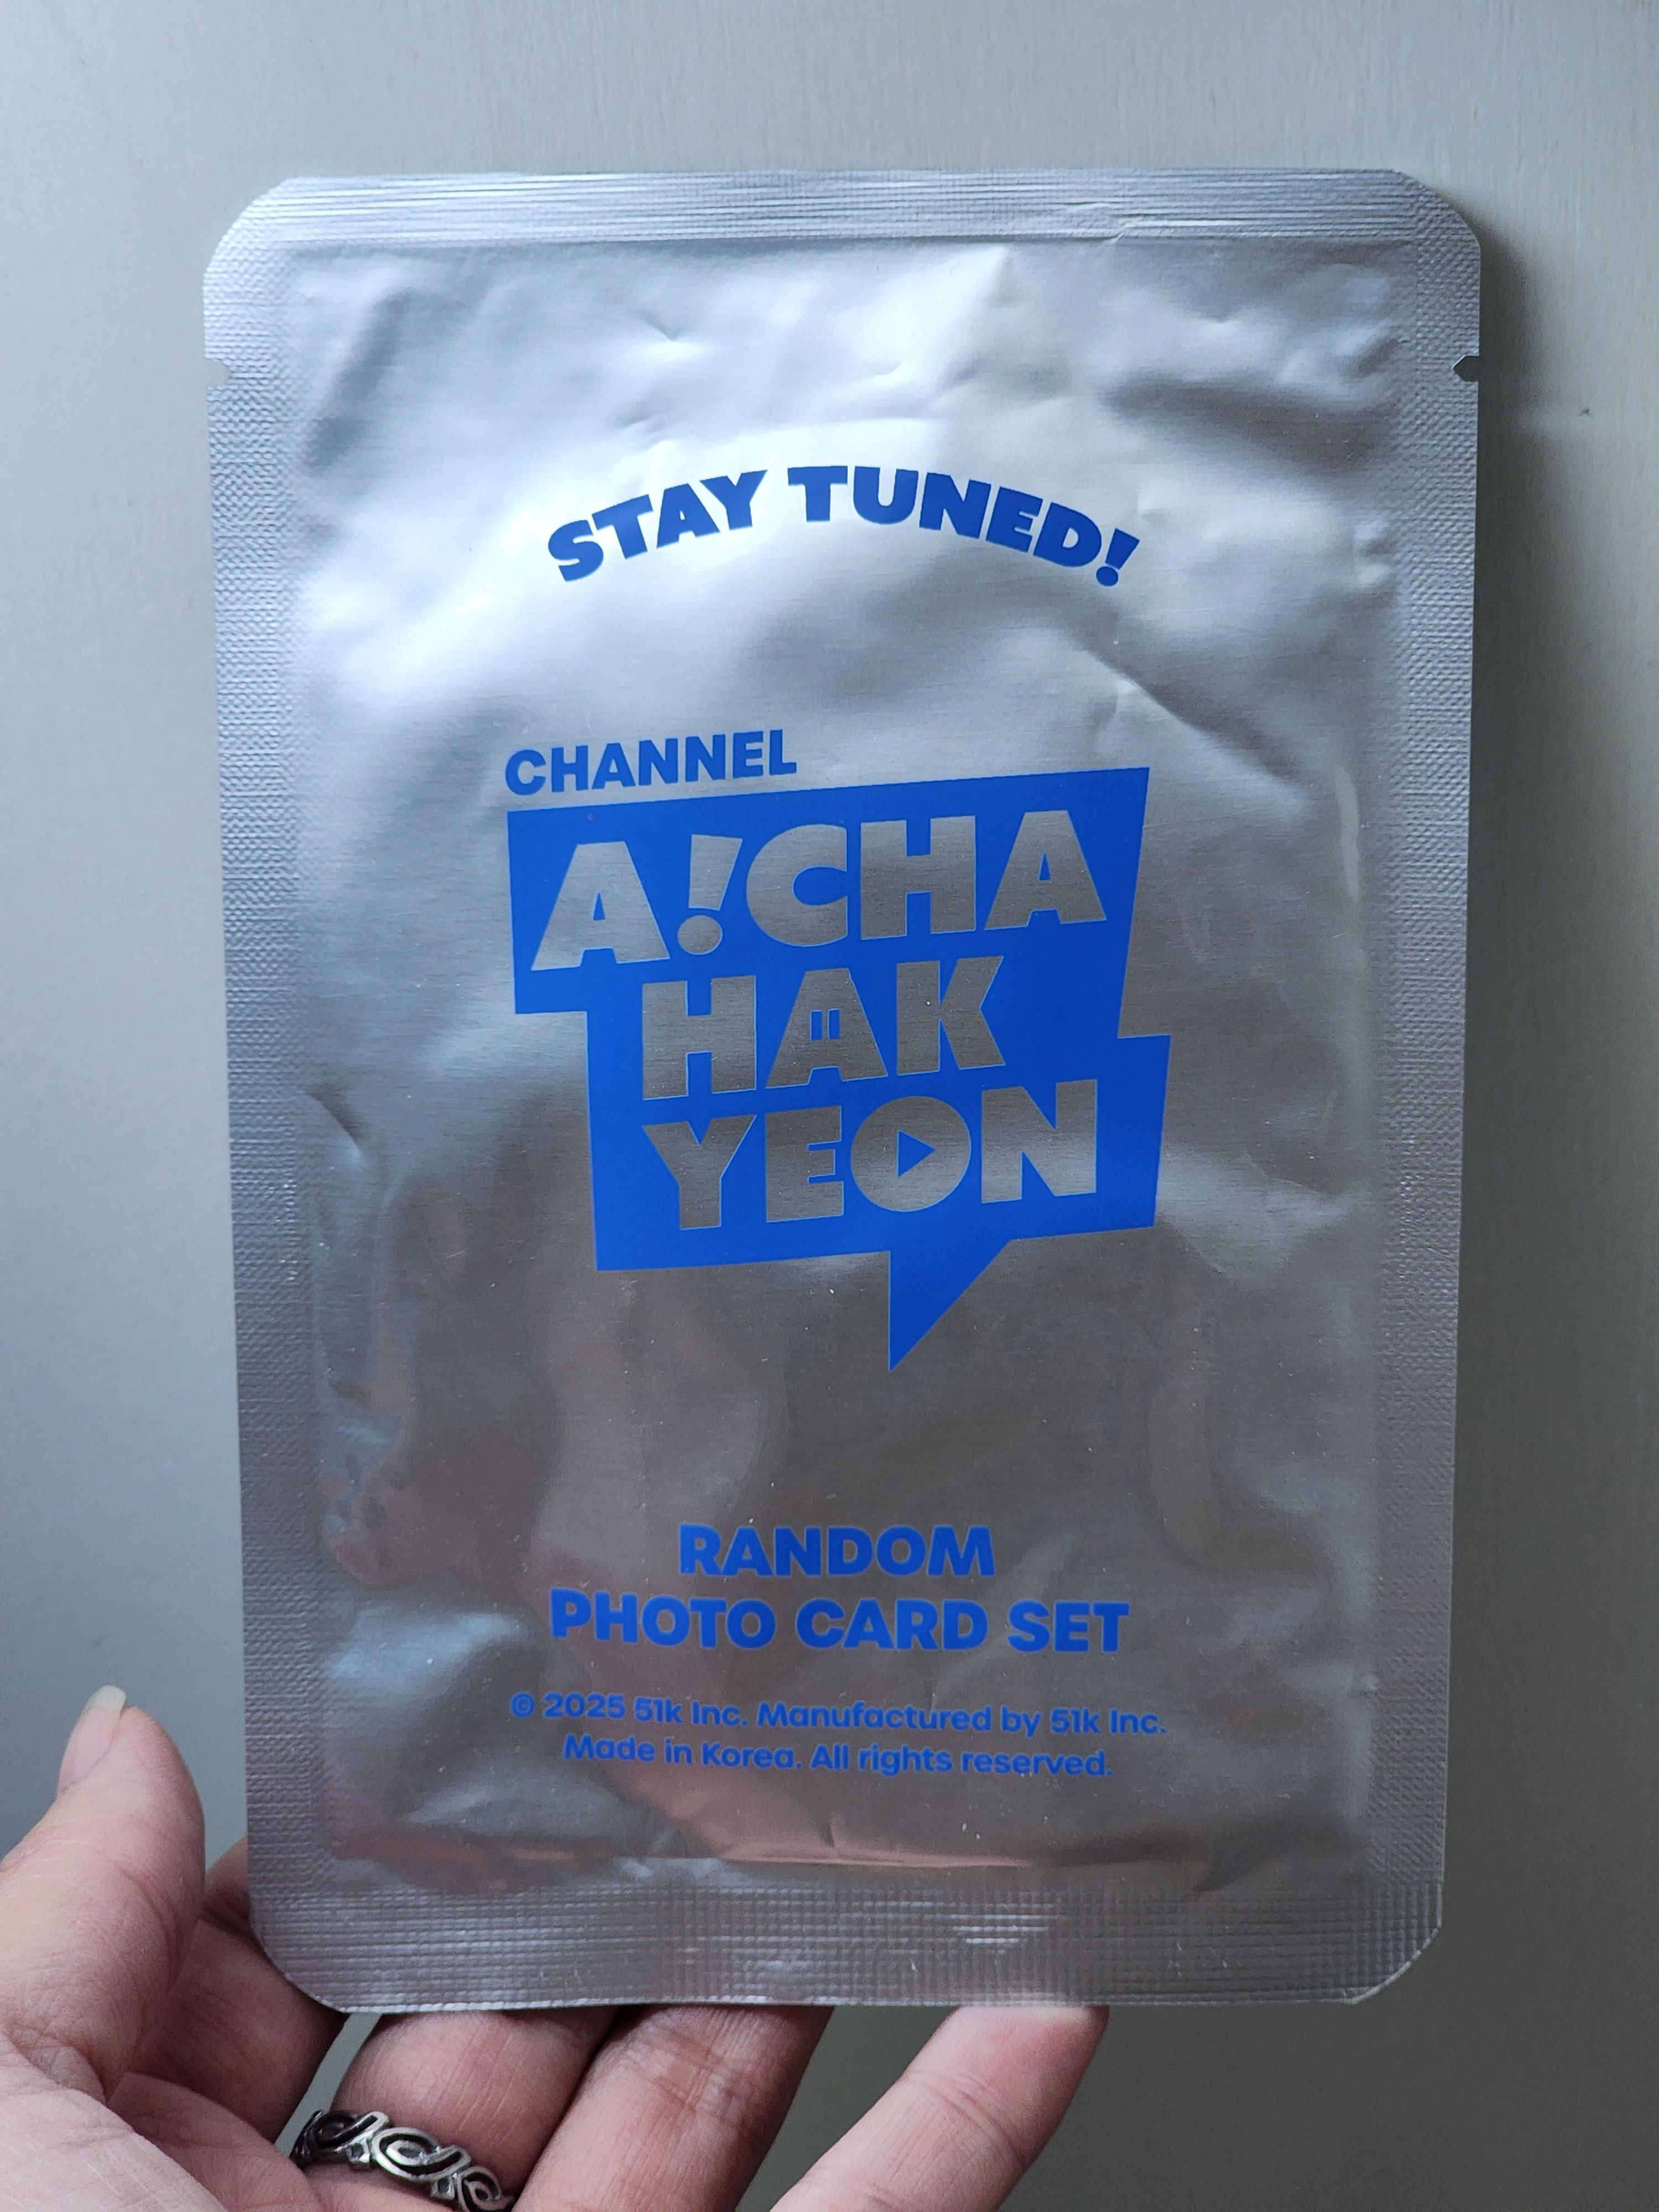 STAY TUNED!
CHANNEL
A!CHA
HAK
YEON
RANDOM
PHOTO CARD SET
© 2025 51k Inc. Manufactured by 51k Inc.
Made in Korea. All rights reserved.